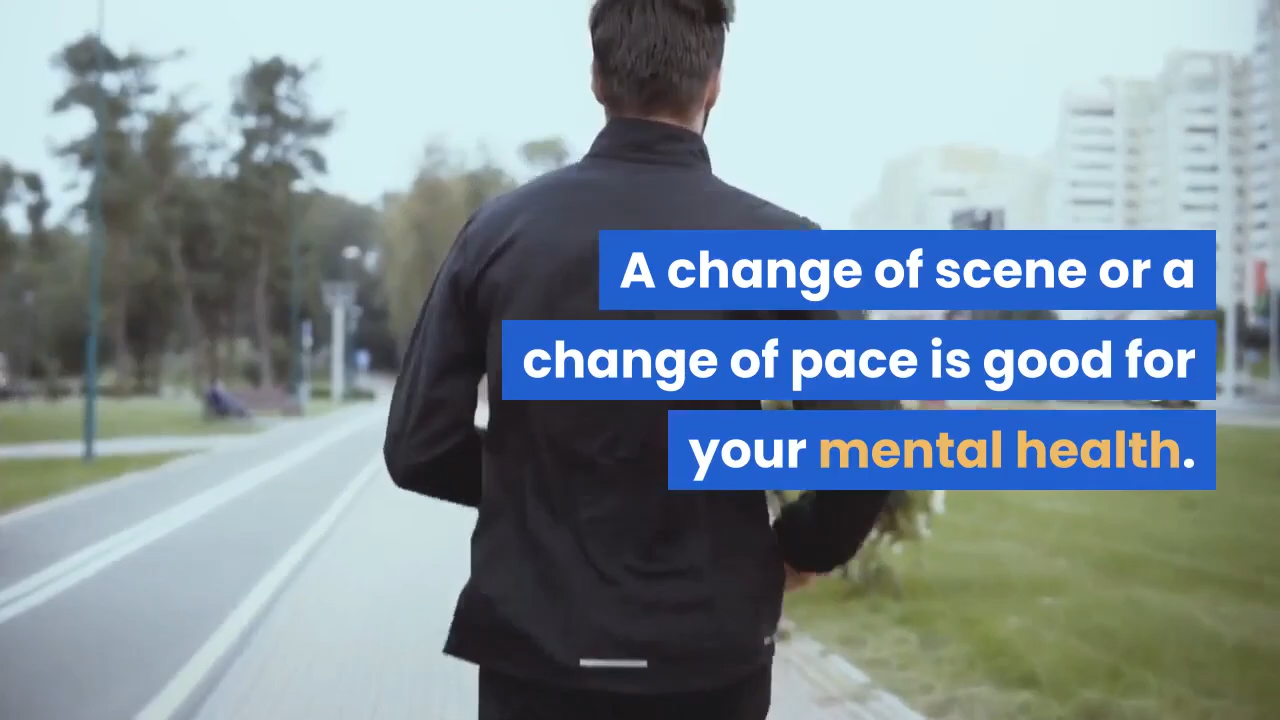 A change of scene or a
change of pace is good for
your mental health.